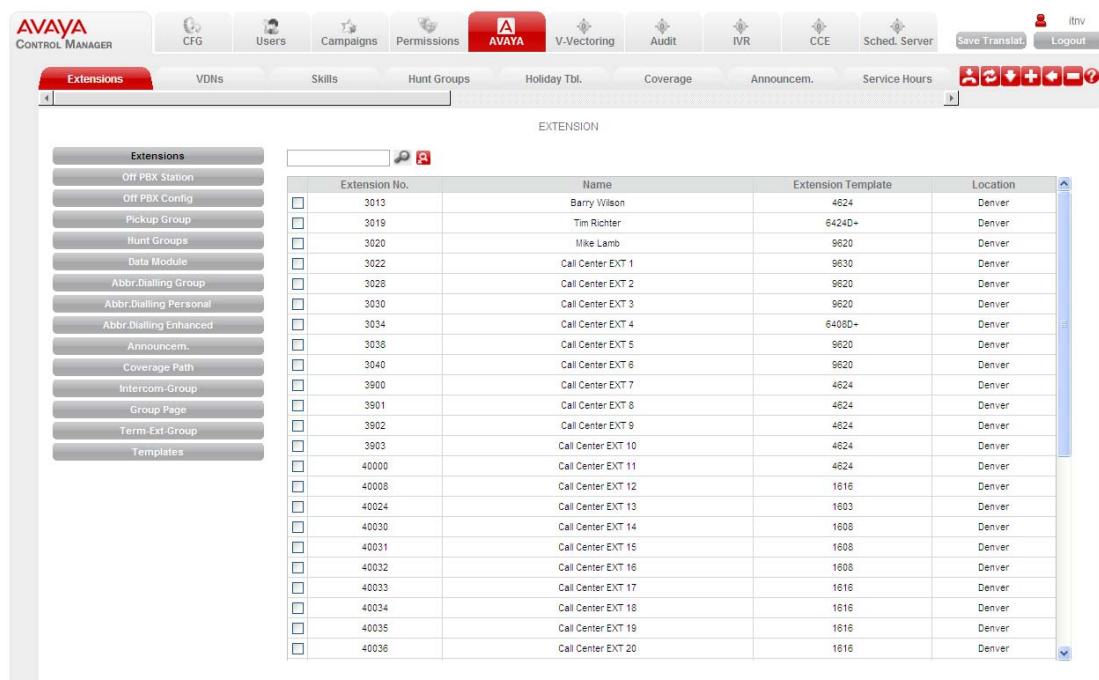 AVAYA
CONTROL MANAGER
CFG Users Campaigns Permissions AVAYA V-Vectoring Audit IVR CCE Sched. Server
itnv
Save Translat. Logout
Extensions VDNs Skills Hunt Groups Holiday Tbl. Coverage Announcem. Service Hours
EXTENSION
Extensions
Off PBX Station
Off PBX Config
Pickup Group
Hunt Groups
Data Module
Abbr.Dialling Group
Abbr.Dialling Personal
Abbr.Dialling Enhanced
Announcem.
Coverage Path
Intercom-Group
Group Page
Term-Ext-Group
Templates
Extension No. Name Extension Template Location
3013 Barry Wilson 4624 Denver
3019 Tim Richter 6424D+ Denver
3020 Mike Lamb 9620 Denver
3022 Call Center EXT 1 9630 Denver
3028 Call Center EXT 2 9620 Denver
3030 Call Center EXT 3 9620 Denver
3034 Call Center EXT 4 6408D+ Denver
3038 Call Center EXT 5 9620 Denver
3040 Call Center EXT 6 9620 Denver
3900 Call Center EXT 7 4624 Denver
3901 Call Center EXT 8 4624 Denver
3902 Call Center EXT 9 4624 Denver
3903 Call Center EXT 10 4624 Denver
40000 Call Center EXT 11 4624 Denver
40008 Call Center EXT 12 1616 Denver
40024 Call Center EXT 13 1603 Denver
40030 Call Center EXT 14 1608 Denver
40031 Call Center EXT 15 1608 Denver
40032 Call Center EXT 16 1608 Denver
40033 Call Center EXT 17 1616 Denver
40034 Call Center EXT 18 1616 Denver
40035 Call Center EXT 19 1616 Denver
40036 Call Center EXT 20 1616 Denver